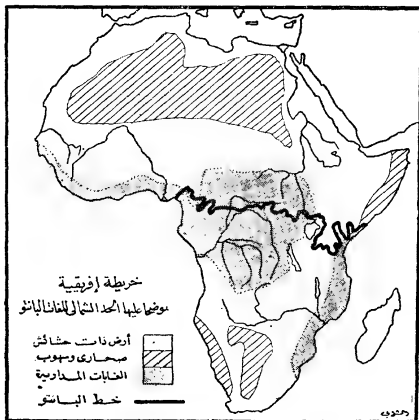 خريطة إفريقية
موضحا عليها الحد الشمالى للغات البانتو
أرض ذات حشائش
صحارى وسهوب
الغابات المدارية
خط البانتو